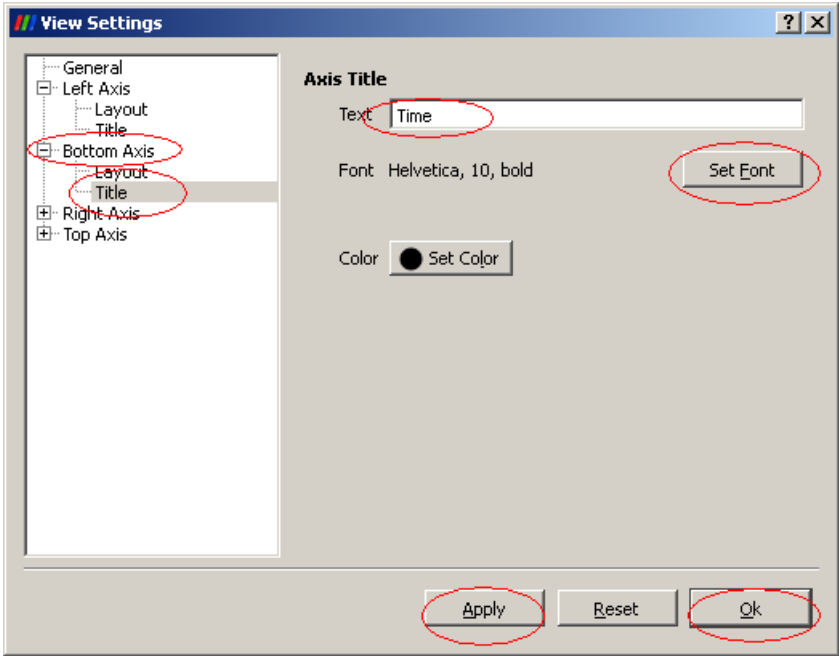 View Settings
General
Left Axis
Layout
Title
Bottom Axis
Layout
Title
Right Axis
Top Axis
Axis Title
Text Time
Font Helvetica, 10, bold Set Font
Color Set Color
Apply Reset Ok